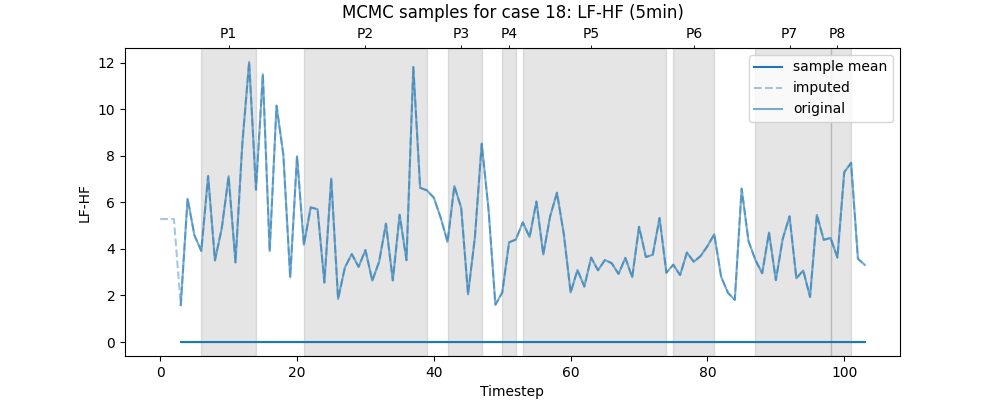 MCMC samples for case 18: LF-HF (5min)
P1 P2 P3 P4 P5 P6 P7 P8
12
10
8
6
4
2
0
LF-HF
sample mean
imputed
original
0 20 40 60 80 100
Timestep